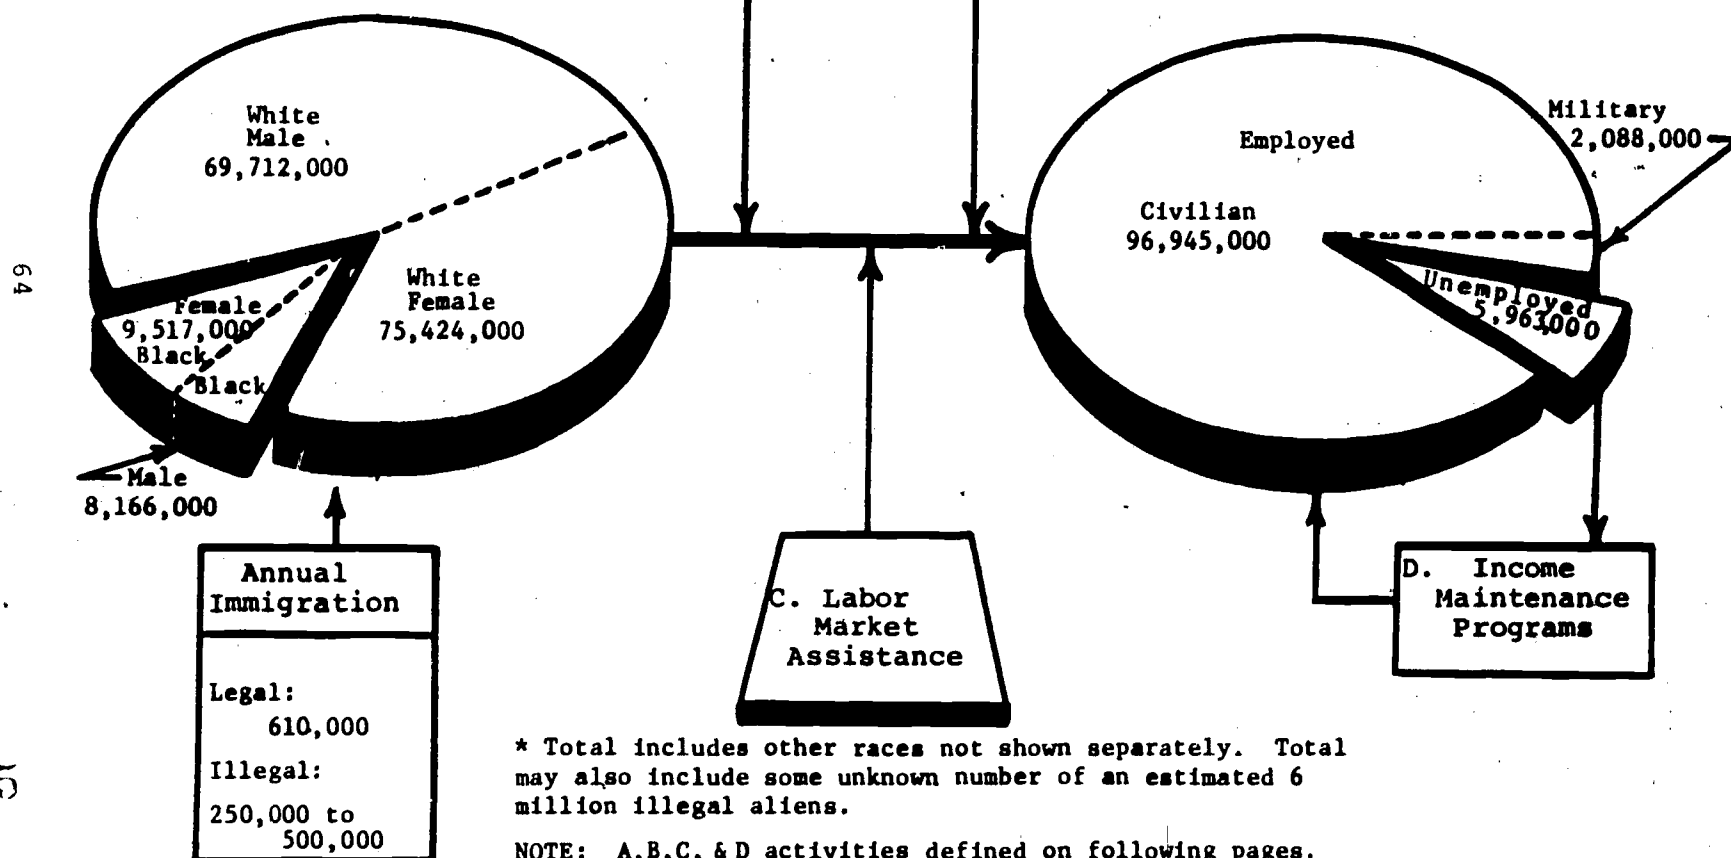 White
Male
69,712,000
Female
9,517,000
Black
Black
White
Female
75,424,000
Male
8,166,000
Employed
Civilian
96,945,000
Military
2,088,000
Unemployed
5,963,000
Annual
Immigration
Legal:
610,000
Illegal:
250,000 to
500,000
C. Labor
Market
Assistance
D. Income
Maintenance
Programs
* Total includes other races not shown separately. Total
may also include some unknown number of an estimated 6
million illegal aliens.
NOTE: A,B,C, & D activities defined on following pages.
64